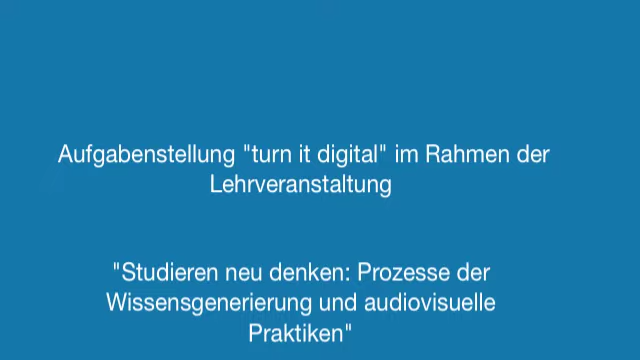 Aufgabenstellung "turn it digital" im Rahmen der
Lehrveranstaltung
"Studieren neu denken: Prozesse der
Wissensgenerierung und audiovisuelle
Praktiken"